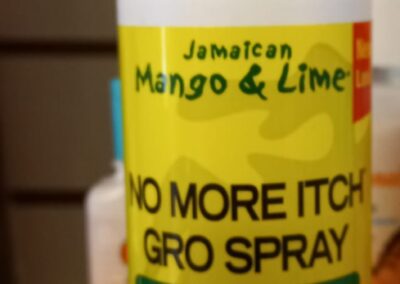 Jamaican
Mango & Lime
NO MORE ITCH
GRO SPRAY